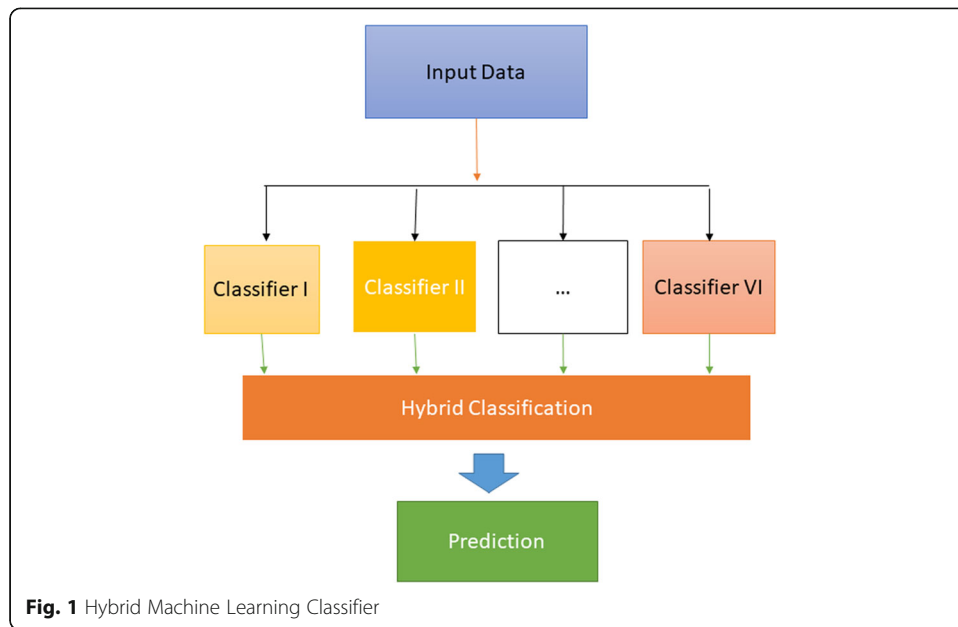 Input Data
Classifier I
Classifier II
...
Classifier VI
Hybrid Classification
Prediction
Fig. 1 Hybrid Machine Learning Classifier